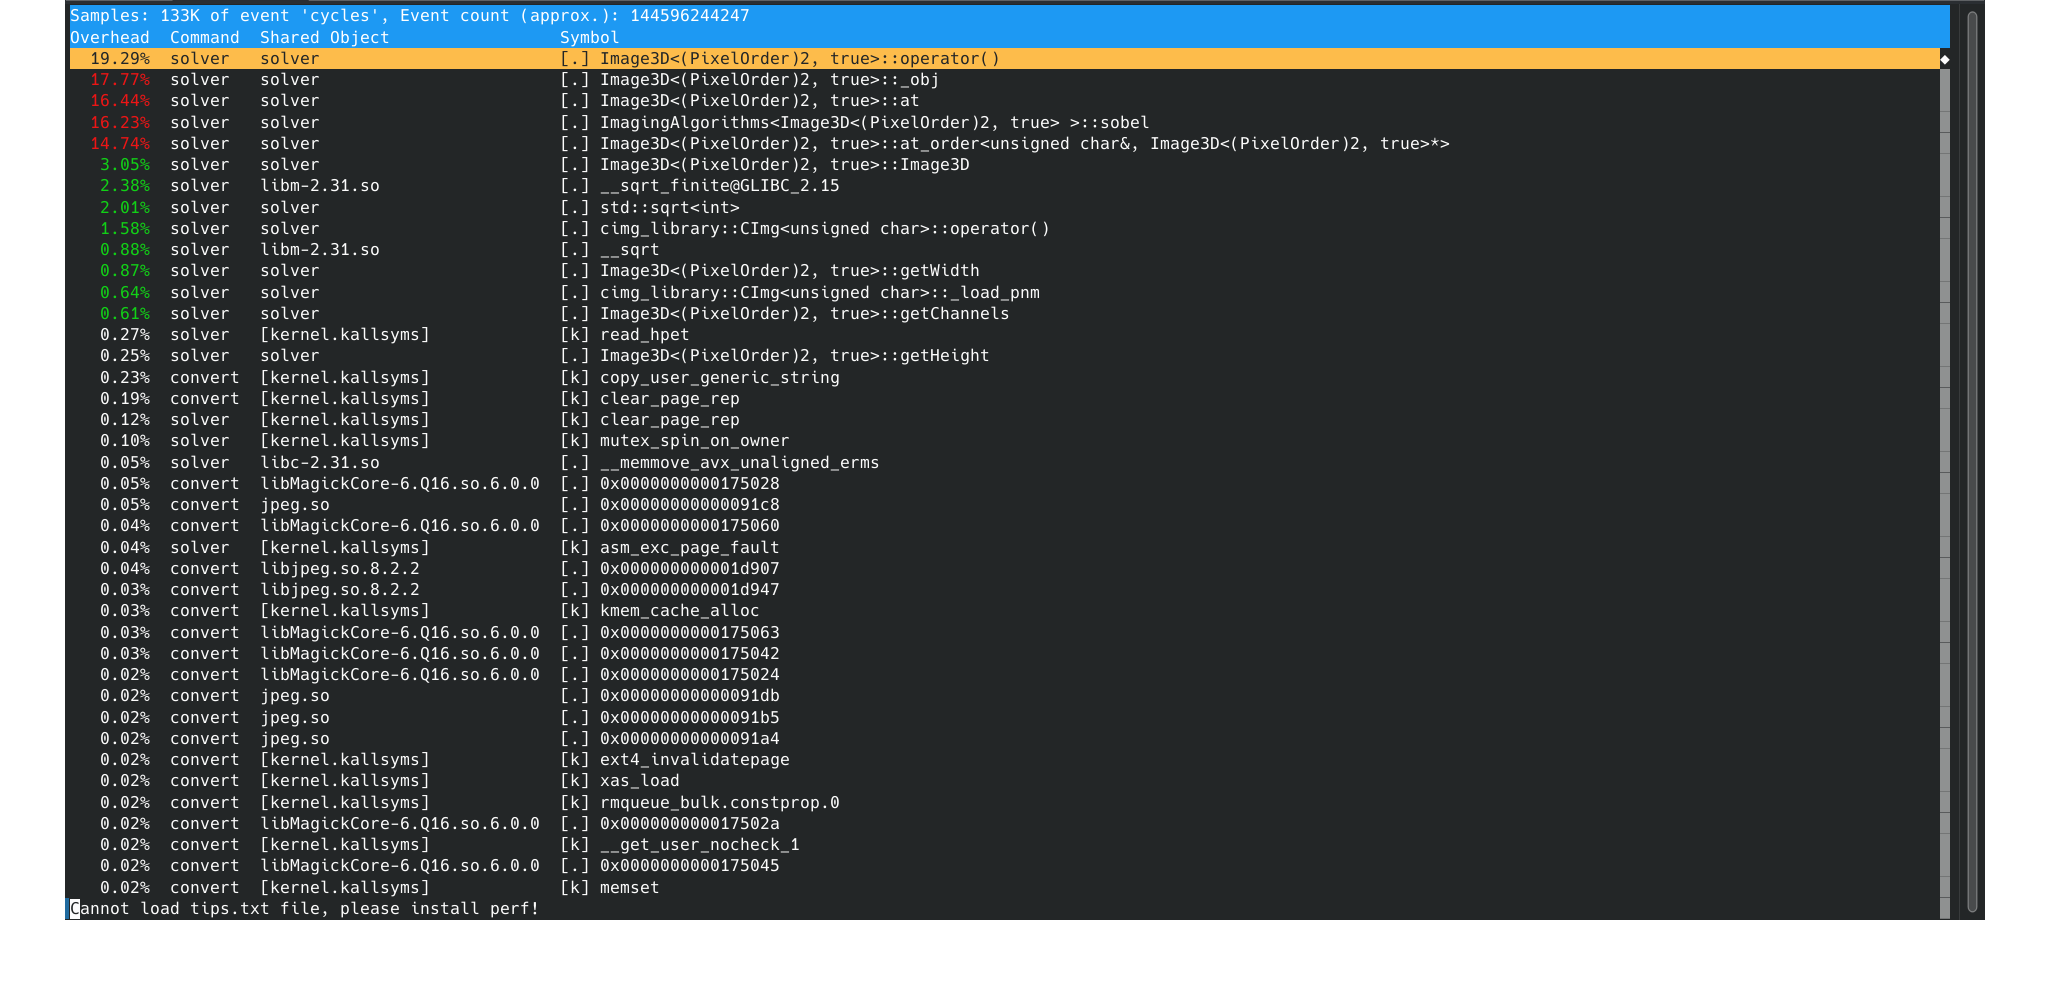 Samples: 133K of event 'cycles', Event count (approx.): 144596244247
Overhead  Command  Shared Object                 Symbol
  19.29%  solver   solver                        [.] Image3D<(PixelOrder)2, true>::operator()
  17.77%  solver   solver                        [.] Image3D<(PixelOrder)2, true>::_obj
  16.44%  solver   solver                        [.] Image3D<(PixelOrder)2, true>::at
  16.23%  solver   solver                        [.] ImagingAlgorithms<Image3D<(PixelOrder)2, true> >::sobel
  14.74%  solver   solver                        [.] Image3D<(PixelOrder)2, true>::at_order<unsigned char&, Image3D<(PixelOrder)2, true>*>
   3.05%  solver   solver                        [.] Image3D<(PixelOrder)2, true>::Image3D
   2.38%  solver   libm-2.31.so                  [.] __sqrt_finite@GLIBC_2.15
   2.01%  solver   solver                        [.] std::sqrt<int>
   1.58%  solver   solver                        [.] cimg_library::CImg<unsigned char>::operator()
   0.88%  solver   libm-2.31.so                  [.] __sqrt
   0.87%  solver   solver                        [.] Image3D<(PixelOrder)2, true>::getWidth
   0.64%  solver   solver                        [.] cimg_library::CImg<unsigned char>::_load_pnm
   0.61%  solver   solver                        [.] Image3D<(PixelOrder)2, true>::getChannels
   0.27%  solver   [kernel.kallsyms]             [k] read_hpet
   0.25%  solver   solver                        [.] Image3D<(PixelOrder)2, true>::getHeight
   0.23%  convert  [kernel.kallsyms]             [k] copy_user_generic_string
   0.19%  convert  [kernel.kallsyms]             [k] clear_page_rep
   0.12%  solver   [kernel.kallsyms]             [k] clear_page_rep
   0.10%  solver   [kernel.kallsyms]             [k] mutex_spin_on_owner
   0.05%  solver   libc-2.31.so                  [.] __memmove_avx_unaligned_erms
   0.05%  convert  libMagickCore-6.Q16.so.6.0.0  [.] 0x0000000000175028
   0.05%  convert  jpeg.so                       [.] 0x00000000000091c8
   0.04%  convert  libMagickCore-6.Q16.so.6.0.0  [.] 0x0000000000175060
   0.04%  solver   [kernel.kallsyms]             [k] asm_exc_page_fault
   0.04%  convert  libjpeg.so.8.2.2              [.] 0x000000000001d907
   0.03%  convert  libjpeg.so.8.2.2              [.] 0x000000000001d947
   0.03%  convert  [kernel.kallsyms]             [k] kmem_cache_alloc
   0.03%  convert  libMagickCore-6.Q16.so.6.0.0  [.] 0x0000000000175063
   0.03%  convert  libMagickCore-6.Q16.so.6.0.0  [.] 0x0000000000175042
   0.02%  convert  libMagickCore-6.Q16.so.6.0.0  [.] 0x0000000000175024
   0.02%  convert  jpeg.so                       [.] 0x00000000000091db
   0.02%  convert  jpeg.so                       [.] 0x00000000000091b5
   0.02%  convert  jpeg.so                       [.] 0x00000000000091a4
   0.02%  convert  [kernel.kallsyms]             [k] ext4_invalidatepage
   0.02%  convert  [kernel.kallsyms]             [k] xas_load
   0.02%  convert  [kernel.kallsyms]             [k] rmqueue_bulk.constprop.0
   0.02%  convert  libMagickCore-6.Q16.so.6.0.0  [.] 0x000000000017502a
   0.02%  convert  [kernel.kallsyms]             [k] __get_user_nocheck_1
   0.02%  convert  libMagickCore-6.Q16.so.6.0.0  [.] 0x0000000000175045
   0.02%  convert  [kernel.kallsyms]             [k] memset
Cannot load tips.txt file, please install perf!